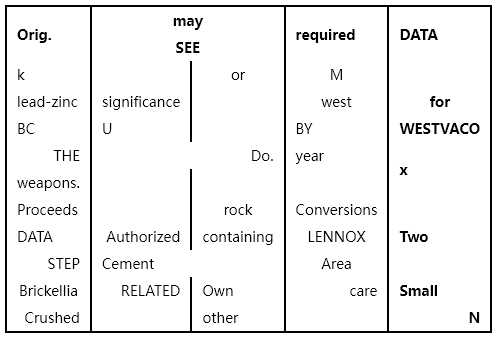 Orig. may SEE required DATA
k or M
lead-zinc significance west for
BC U BY WESTVACO
THE Do. year x
weapons.
Proceeds rock Conversions
DATA Authorized containing LENNOX Two
STEP Cement Area
Brickellia RELATED Own care Small
Crushed other N